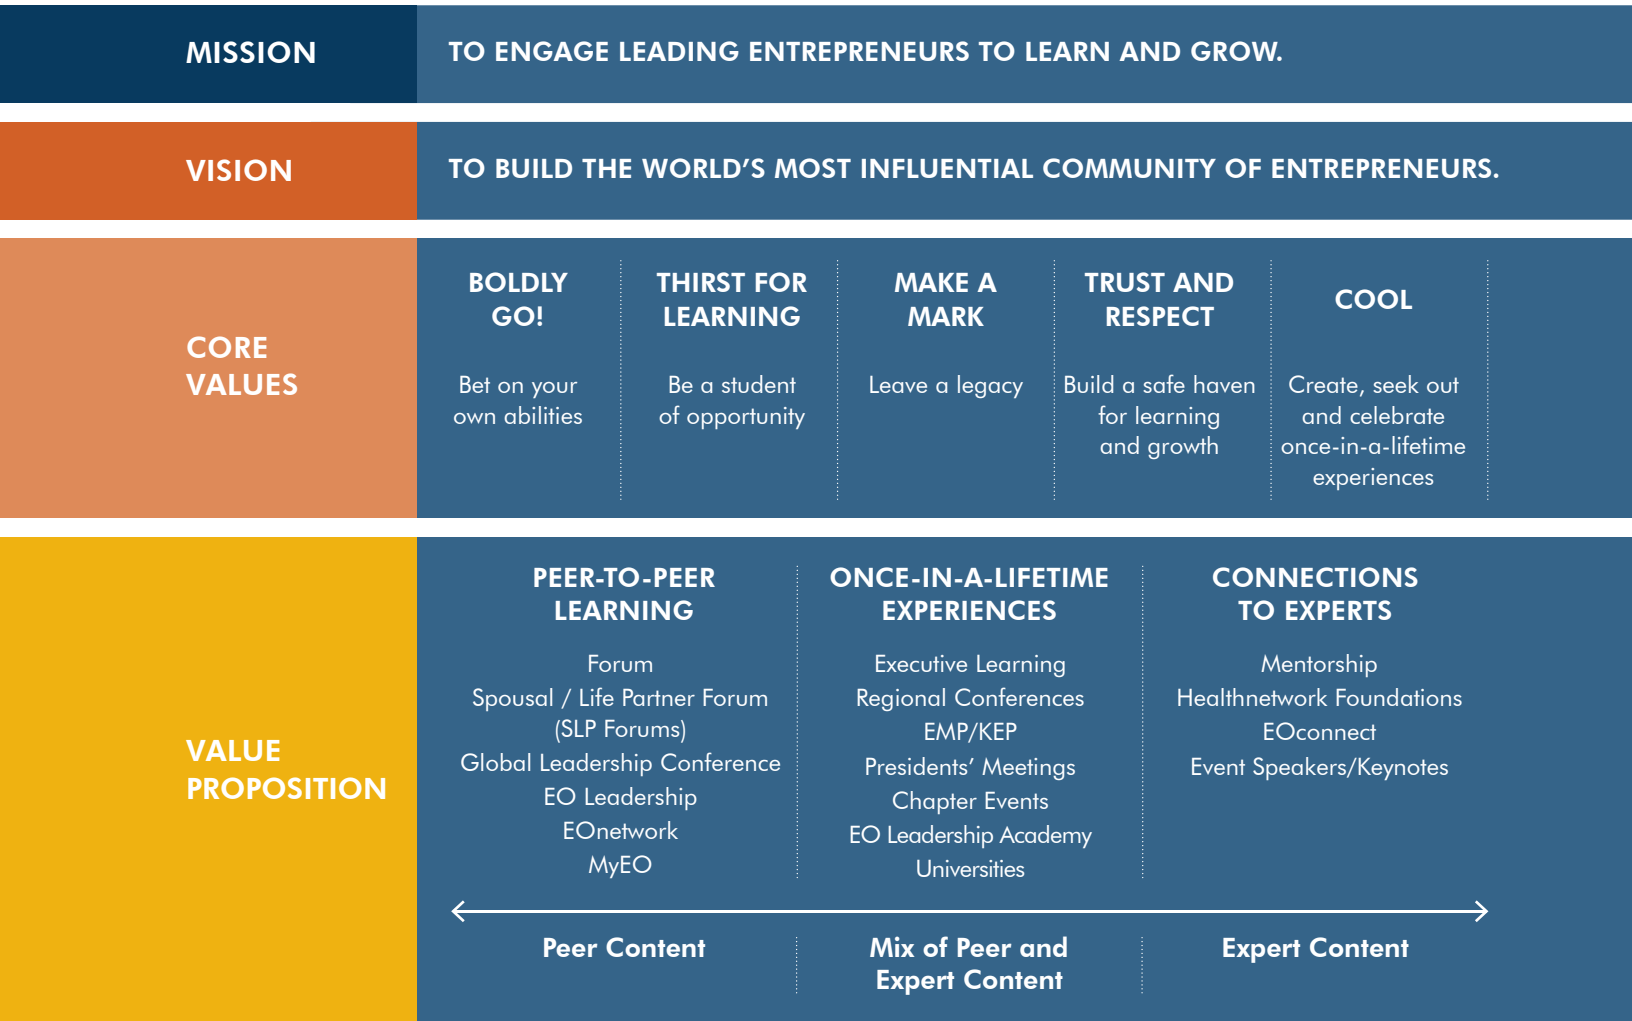 MISSION
TO ENGAGE LEADING ENTREPRENEURS TO LEARN AND GROW.
VISION
TO BUILD THE WORLD’S MOST INFLUENTIAL COMMUNITY OF ENTREPRENEURS.
CORE
VALUES
BOLDLY
GO!
Bet on your
own abilities
THIRST FOR
LEARNING
Be a student
of opportunity
MAKE A
MARK
Leave a legacy
TRUST AND
RESPECT
Build a safe haven
for learning
and growth
COOL
Create, seek out
and celebrate
once-in-a-lifetime
experiences
VALUE
PROPOSITION
PEER-TO-PEER
LEARNING
Forum
Spousal / Life Partner Forum
(SLP Forums)
Global Leadership Conference
EO Leadership
EOnetwork
MyEO
ONCE-IN-A-LIFETIME
EXPERIENCES
Executive Learning
Regional Conferences
EMP/KEP
Presidents’ Meetings
Chapter Events
EO Leadership Academy
Universities
CONNECTIONS
TO EXPERTS
Mentorship
Healthnetwork Foundations
EOconnect
Event Speakers/Keynotes
Peer Content
Mix of Peer and
Expert Content
Expert Content